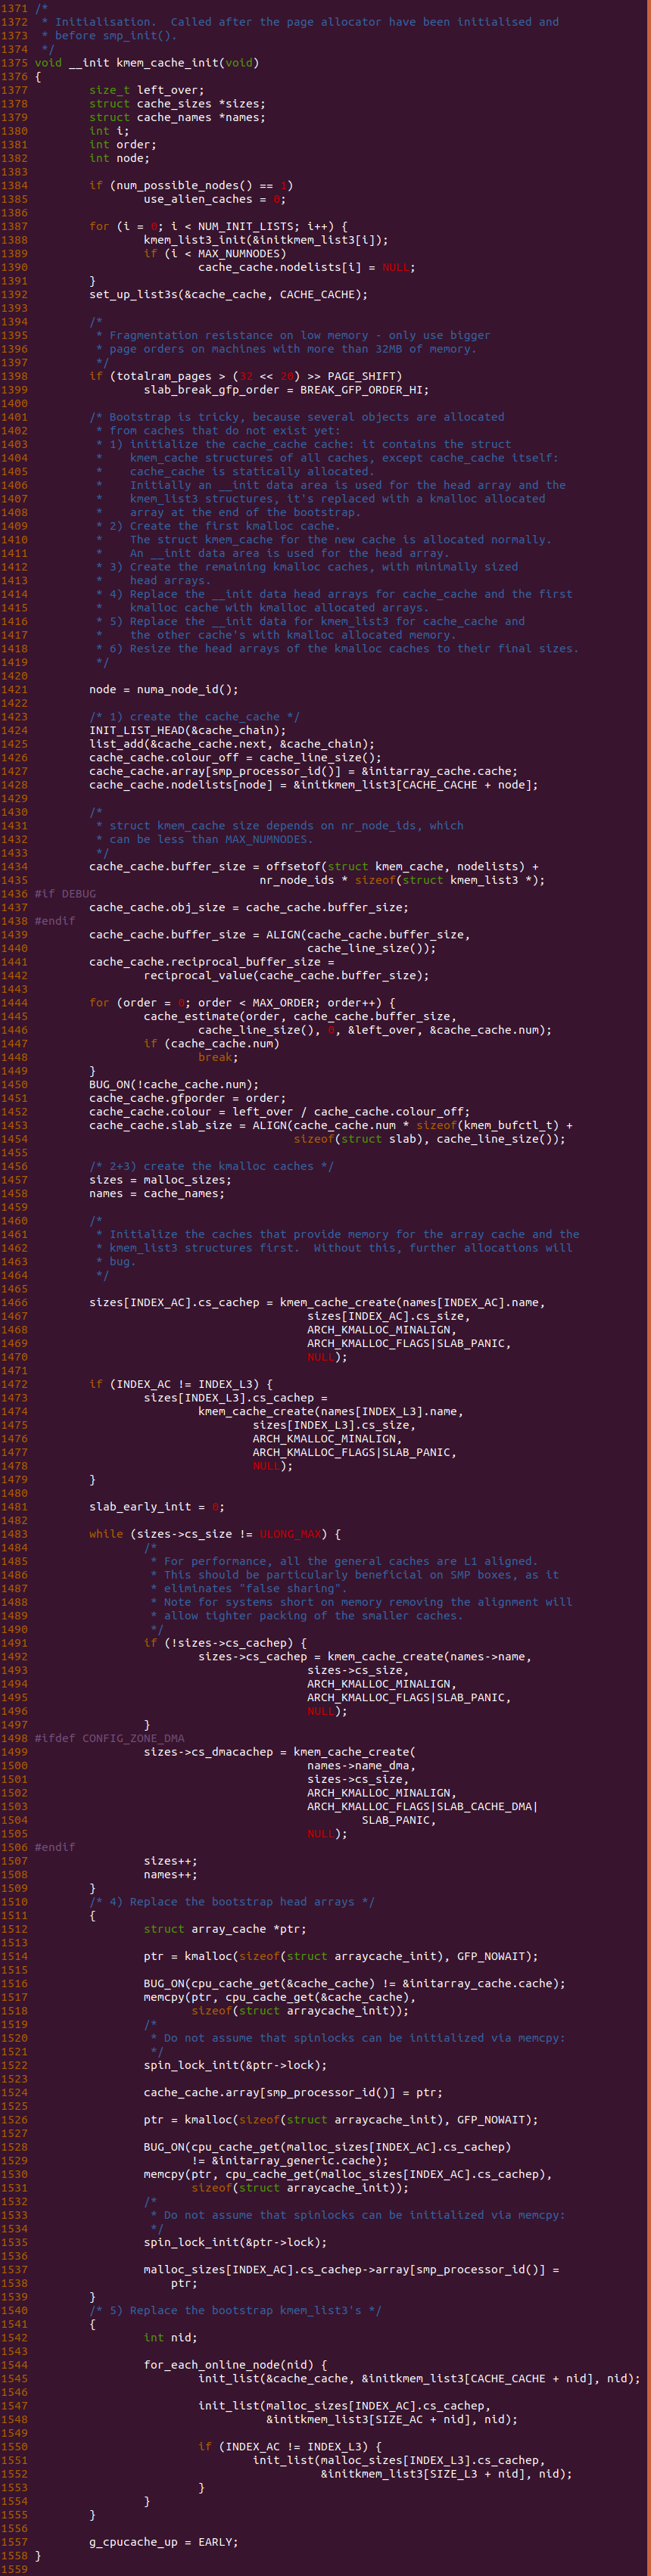 1371 /*
1372  * Initialisation.  Called after the page allocator have been initialised and
1373  * before smp_init().
1374  */
1375 void __init kmem_cache_init(void)
1376 {
1377         size_t left_over;
1378         struct cache_sizes *sizes;
1379         struct cache_names *names;
1380         int i;
1381         int order;
1382         int node;
1383
1384         if (num_possible_nodes() == 1)
1385                 use_alien_caches = 0;
1386
1387         for (i = 0; i < NUM_INIT_LISTS; i++) {
1388                 kmem_list3_init(&initkmem_list3[i]);
1389                 if (i < MAX_NUMNODES)
1390                         cache_cache.nodelists[i] = NULL;
1391         }
1392         set_up_list3s(&cache_cache, CACHE_CACHE);
1393
1394         /*
1395          * Fragmentation resistance on low memory - only use bigger
1396          * page orders on machines with more than 32MB of memory.
1397          */
1398         if (totalram_pages > (32 << 20) >> PAGE_SHIFT)
1399                 slab_break_gfp_order = BREAK_GFP_ORDER_HI;
1400
1401         /* Bootstrap is tricky, because several objects are allocated
1402          * from caches that do not exist yet:
1403          * 1) initialize the cache_cache cache: it contains the struct
1404          *    kmem_cache structures of all caches, except cache_cache itself:
1405          *    cache_cache is statically allocated.
1406          *    Initially an __init data area is used for the head array and the
1407          *    kmem_list3 structures, it's replaced with a kmalloc allocated
1408          *    array at the end of the bootstrap.
1409          * 2) Create the first kmalloc cache.
1410          *    The struct kmem_cache for the new cache is allocated normally.
1411          *    An __init data area is used for the head array.
1412          * 3) Create the remaining kmalloc caches, with minimally sized
1413          *    head arrays.
1414          * 4) Replace the __init data head arrays for cache_cache and the first
1415          *    kmalloc cache with kmalloc allocated arrays.
1416          * 5) Replace the __init data for kmem_list3 for cache_cache and
1417          *    the other cache's with kmalloc allocated memory.
1418          * 6) Resize the head arrays of the kmalloc caches to their final sizes.
1419          */
1420
1421         node = numa_node_id();
1422
1423         /* 1) create the cache_cache */
1424         INIT_LIST_HEAD(&cache_chain);
1425         list_add(&cache_cache.next, &cache_chain);
1426         cache_cache.colour_off = cache_line_size();
1427         cache_cache.array[smp_processor_id()] = &initarray_cache.cache;
1428         cache_cache.nodelists[node] = &initkmem_list3[CACHE_CACHE + node];
1429
1430         /*
1431          * struct kmem_cache size depends on nr_node_ids, which
1432          * can be less than MAX_NUMNODES.
1433          */
1434         cache_cache.buffer_size = offsetof(struct kmem_cache, nodelists) +
1435                                  nr_node_ids * sizeof(struct kmem_list3 *);
1436 #if DEBUG
1437         cache_cache.obj_size = cache_cache.buffer_size;
1438 #endif
1439         cache_cache.buffer_size = ALIGN(cache_cache.buffer_size,
1440                                         cache_line_size());
1441         cache_cache.reciprocal_buffer_size =
1442                 reciprocal_value(cache_cache.buffer_size);
1443
1444         for (order = 0; order < MAX_ORDER; order++) {
1445                 cache_estimate(order, cache_cache.buffer_size,
1446                         cache_line_size(), 0, &left_over, &cache_cache.num);
1447                 if (cache_cache.num)
1448                         break;
1449         }
1450         BUG_ON(!cache_cache.num);
1451         cache_cache.gfporder = order;
1452         cache_cache.colour = left_over / cache_cache.colour_off;
1453         cache_cache.slab_size = ALIGN(cache_cache.num * sizeof(kmem_bufctl_t) +
1454                                       sizeof(struct slab), cache_line_size());
1455
1456         /* 2+3) create the kmalloc caches */
1457         sizes = malloc_sizes;
1458         names = cache_names;
1459
1460         /*
1461          * Initialize the caches that provide memory for the array cache and the
1462          * kmem_list3 structures first.  Without this, further allocations will
1463          * bug.
1464          */
1465
1466         sizes[INDEX_AC].cs_cachep = kmem_cache_create(names[INDEX_AC].name,
1467                                         sizes[INDEX_AC].cs_size,
1468                                         ARCH_KMALLOC_MINALIGN,
1469                                         ARCH_KMALLOC_FLAGS|SLAB_PANIC,
1470                                         NULL);
1471
1472         if (INDEX_AC != INDEX_L3) {
1473                 sizes[INDEX_L3].cs_cachep =
1474                         kmem_cache_create(names[INDEX_L3].name,
1475                                 sizes[INDEX_L3].cs_size,
1476                                 ARCH_KMALLOC_MINALIGN,
1477                                 ARCH_KMALLOC_FLAGS|SLAB_PANIC,
1478                                 NULL);
1479         }
1480
1481         slab_early_init = 0;
1482
1483         while (sizes->cs_size != ULONG_MAX) {
1484                 /*
1485                  * For performance, all the general caches are L1 aligned.
1486                  * This should be particularly beneficial on SMP boxes, as it
1487                  * eliminates "false sharing".
1488                  * Note for systems short on memory removing the alignment will
1489                  * allow tighter packing of the smaller caches.
1490                  */
1491                 if (!sizes->cs_cachep) {
1492                         sizes->cs_cachep = kmem_cache_create(names->name,
1493                                         sizes->cs_size,
1494                                         ARCH_KMALLOC_MINALIGN,
1495                                         ARCH_KMALLOC_FLAGS|SLAB_PANIC,
1496                                         NULL);
1497                 }
1498 #ifdef CONFIG_ZONE_DMA
1499                 sizes->cs_dmacachep = kmem_cache_create(
1500                                         names->name_dma,
1501                                         sizes->cs_size,
1502                                         ARCH_KMALLOC_MINALIGN,
1503                                         ARCH_KMALLOC_FLAGS|SLAB_CACHE_DMA|
1504                                                 SLAB_PANIC,
1505                                         NULL);
1506 #endif
1507                 sizes++;
1508                 names++;
1509         }
1510         /* 4) Replace the bootstrap head arrays */
1511         {
1512                 struct array_cache *ptr;
1513
1514                 ptr = kmalloc(sizeof(struct arraycache_init), GFP_NOWAIT);
1515
1516                 BUG_ON(cpu_cache_get(&cache_cache) != &initarray_cache.cache);
1517                 memcpy(ptr, cpu_cache_get(&cache_cache),
1518                        sizeof(struct arraycache_init));
1519                 /*
1520                  * Do not assume that spinlocks can be initialized via memcpy:
1521                  */
1522                 spin_lock_init(&ptr->lock);
1523
1524                 cache_cache.array[smp_processor_id()] = ptr;
1525
1526                 ptr = kmalloc(sizeof(struct arraycache_init), GFP_NOWAIT);
1527
1528                 BUG_ON(cpu_cache_get(malloc_sizes[INDEX_AC].cs_cachep)
1529                        != &initarray_generic.cache);
1530                 memcpy(ptr, cpu_cache_get(malloc_sizes[INDEX_AC].cs_cachep),
1531                        sizeof(struct arraycache_init));
1532                 /*
1533                  * Do not assume that spinlocks can be initialized via memcpy:
1534                  */
1535                 spin_lock_init(&ptr->lock);
1536
1537                 malloc_sizes[INDEX_AC].cs_cachep->array[smp_processor_id()] =
1538                     ptr;
1539         }
1540         /* 5) Replace the bootstrap kmem_list3's */
1541         {
1542                 int nid;
1543
1544                 for_each_online_node(nid) {
1545                         init_list(&cache_cache, &initkmem_list3[CACHE_CACHE + nid], nid);
1546
1547                         init_list(malloc_sizes[INDEX_AC].cs_cachep,
1548                                   &initkmem_list3[SIZE_AC + nid], nid);
1549
1550                         if (INDEX_AC != INDEX_L3) {
1551                                 init_list(malloc_sizes[INDEX_L3].cs_cachep,
1552                                           &initkmem_list3[SIZE_L3 + nid], nid);
1553                         }
1554                 }
1555         }
1556
1557         g_cpucache_up = EARLY;
1558 }
1559